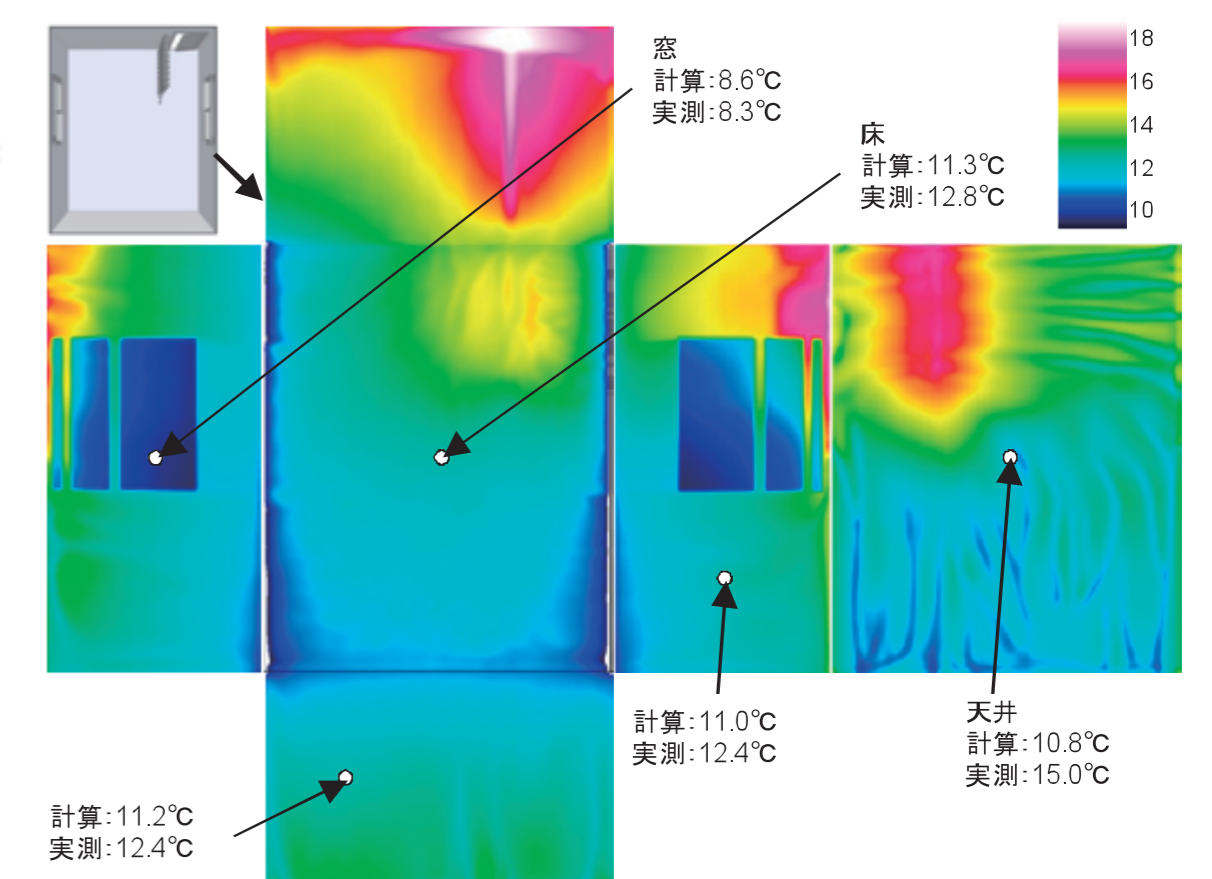 窓
計算:8.6℃
実測:8.3℃
床
計算:11.3℃
実測:12.8℃
18
16
14
12
10
計算:11.0℃
実測:12.4℃
天井
計算:10.8℃
実測:15.0℃
計算:11.2℃
実測:12.4℃